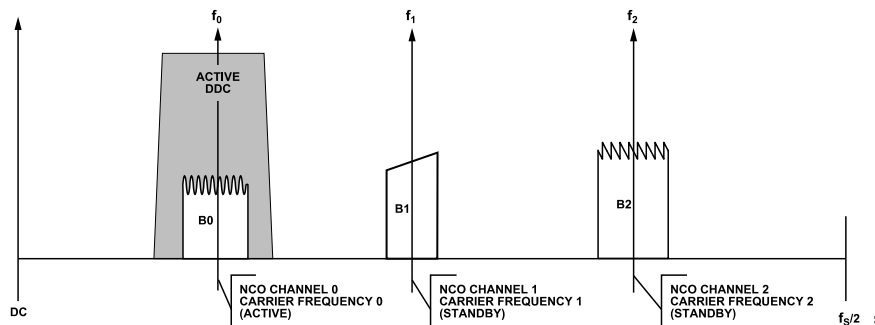 f0
f1
f2
ACTIVE
DDC
B0
B1
B2
DC
NCO CHANNEL 0
CARRIER FREQUENCY 0
(ACTIVE)
NCO CHANNEL 1
CARRIER FREQUENCY 1
(STANDBY)
NCO CHANNEL 2
CARRIER FREQUENCY 2
(STANDBY)
fS/2